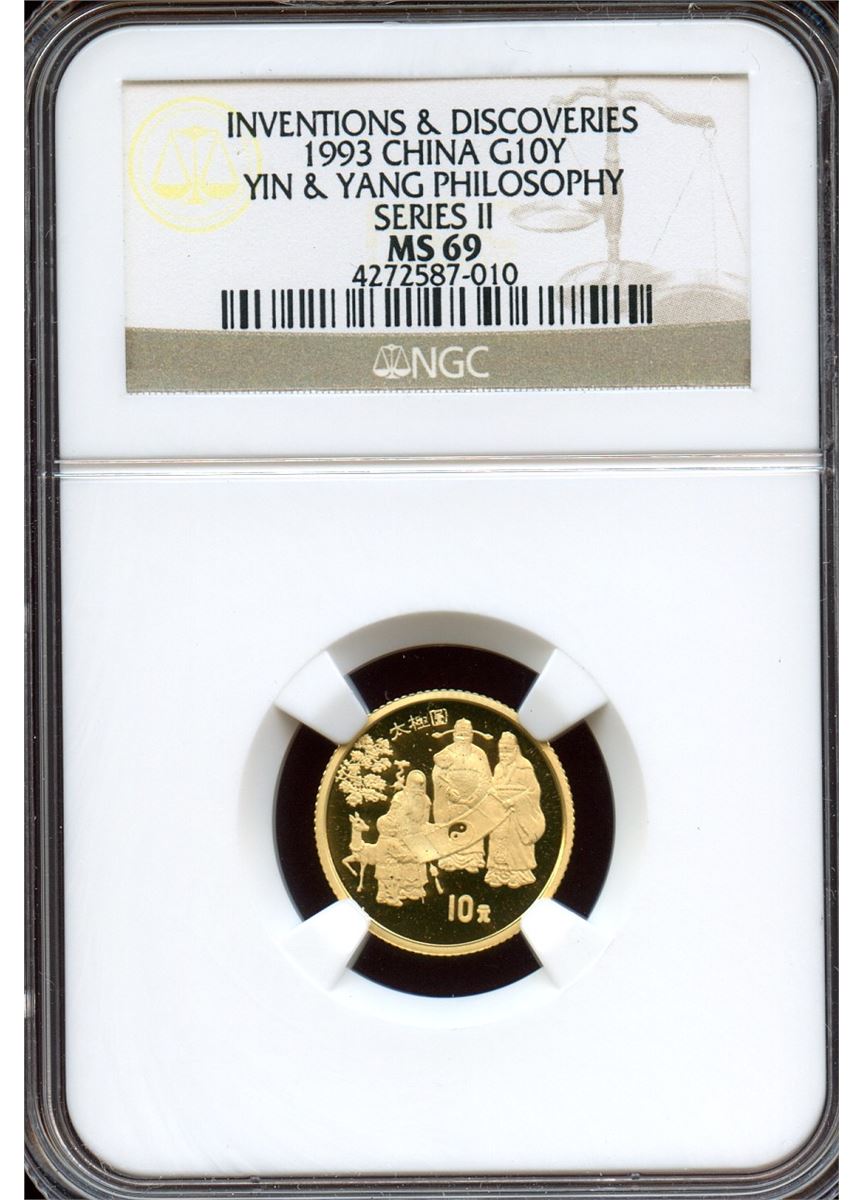 INVENTIONS & DISCOVERIES
1993 CHINA G10Y
YIN & YANG PHILOSOPHY
SERIES II
MS 69
4272587-010
NGC
太極圖
10元